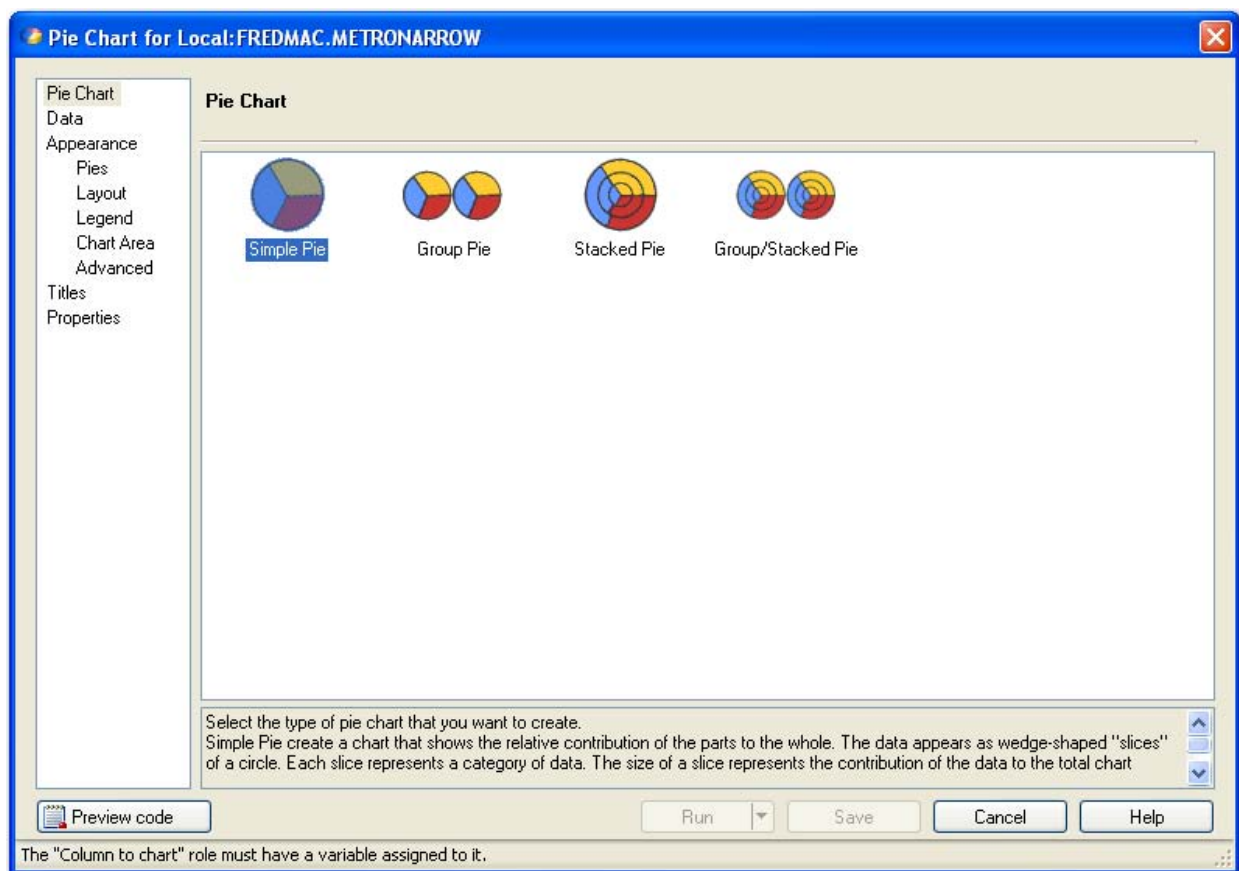 Pie Chart for Local:FREDMAC.METRONARROW
Pie Chart
Data
Appearance
Pies
Layout
Legend
Chart Area
Advanced
Titles
Properties
Pie Chart
Simple Pie
Group Pie
Stacked Pie
Group/Stacked Pie
Select the type of pie chart that you want to create.
Simple Pie create a chart that shows the relative contribution of the parts to the whole. The data appears as wedge-shaped "slices"
of a circle. Each slice represents a category of data. The size of a slice represents the contribution of the data to the total chart
Preview code
Run
Save
Cancel
Help
The "Column to chart" role must have a variable assigned to it.